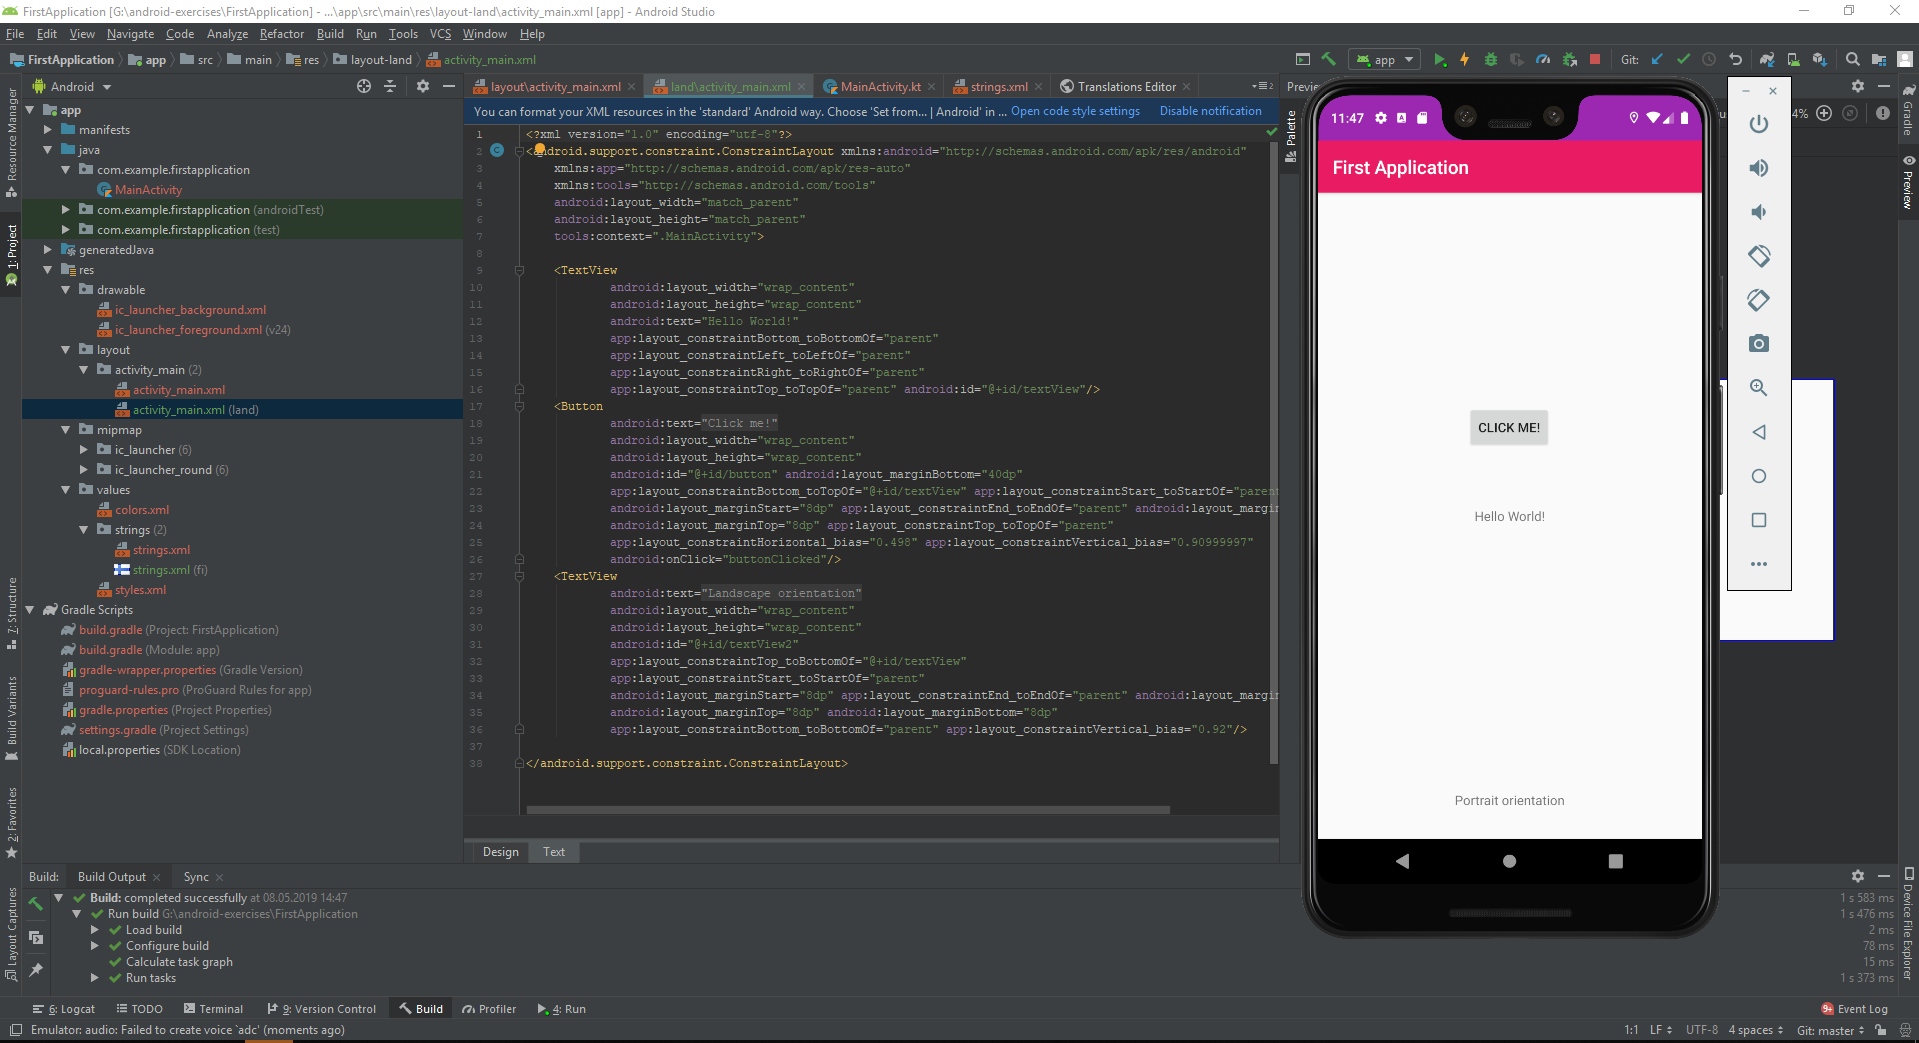 FirstApplication [G:\android-exercises\FirstApplication] - ...\app\src\main\res\layout-land\activity_main.xml [app] - Android Studio
File Edit View Navigate Code Analyze Refactor Build Run Tools VCS Window Help
FirstApplication app src main res layout-land activity_main.xml app Git:
Android
layout\activity_main.xml land\activity_main.xml MainActivity.kt strings.xml Translations Editor 2
You can format your XML resources in the 'standard' Android way. Choose 'Set from... | Android' in ... Open code style settings Disable notification
Resource Manager
1: Project
7: Structure
Build Variants
2: Favorites
Layout Captures
app
manifests
java
com.example.firstapplication
MainActivity
com.example.firstapplication (androidTest)
com.example.firstapplication (test)
generatedJava
res
drawable
ic_launcher_background.xml
ic_launcher_foreground.xml (v24)
layout
activity_main (2)
activity_main.xml
activity_main.xml (land)
mipmap
ic_launcher (6)
ic_launcher_round (6)
values
colors.xml
strings (2)
strings.xml
strings.xml (fi)
styles.xml
Gradle Scripts
build.gradle (Project: FirstApplication)
build.gradle (Module: app)
gradle-wrapper.properties (Gradle Version)
proguard-rules.pro (ProGuard Rules for app)
gradle.properties (Project Properties)
settings.gradle (Project Settings)
local.properties (SDK Location)
1 <?xml version="1.0" encoding="utf-8"?>
2 <android.support.constraint.ConstraintLayout xmlns:android="http://schemas.android.com/apk/res/android"
3 xmlns:app="http://schemas.android.com/apk/res-auto"
4 xmlns:tools="http://schemas.android.com/tools"
5 android:layout_width="match_parent"
6 android:layout_height="match_parent"
7 tools:context=".MainActivity">
8
9 <TextView
10 android:layout_width="wrap_content"
11 android:layout_height="wrap_content"
12 android:text="Hello World!"
13 app:layout_constraintBottom_toBottomOf="parent"
14 app:layout_constraintLeft_toLeftOf="parent"
15 app:layout_constraintRight_toRightOf="parent"
16 app:layout_constraintTop_toTopOf="parent" android:id="@+id/textView"/>
17 <Button
18 android:text="Click me!"
19 android:layout_width="wrap_content"
20 android:layout_height="wrap_content"
21 android:id="@+id/button" android:layout_marginBottom="40dp"
22 app:layout_constraintBottom_toTopOf="@+id/textView" app:layout_constraintStart_toStartOf="parent
23 android:layout_marginStart="8dp" app:layout_constraintEnd_toEndOf="parent" android:layout_margin
24 android:layout_marginTop="8dp" app:layout_constraintTop_toTopOf="parent"
25 app:layout_constraintHorizontal_bias="0.498" app:layout_constraintVertical_bias="0.90999997"
26 android:onClick="buttonClicked"/>
27 <TextView
28 android:text="Landscape orientation"
29 android:layout_width="wrap_content"
30 android:layout_height="wrap_content"
31 android:id="@+id/textView2"
32 app:layout_constraintTop_toBottomOf="@+id/textView"
33 app:layout_constraintStart_toStartOf="parent"
34 android:layout_marginStart="8dp" app:layout_constraintEnd_toEndOf="parent" android:layout_margin
35 android:layout_marginTop="8dp" android:layout_marginBottom="8dp"
36 app:layout_constraintBottom_toBottomOf="parent" app:layout_constraintVertical_bias="0.92"/>
37
38 </android.support.constraint.ConstraintLayout>
Design Text
Palette
11:47
First Application
CLICK ME!
Hello World!
Portrait orientation
4%
Gradle
Preview
Device File Explorer
Build: Build Output Sync
Build: completed successfully at 08.05.2019 14:47 1 s 583 ms
Run build G:\android-exercises\FirstApplication 1 s 476 ms
Load build 2 ms
Configure build 78 ms
Calculate task graph 15 ms
Run tasks 1 s 373 ms
6: Logcat TODO Terminal 9: Version Control Build Profiler 4: Run 9+ Event Log
Emulator: audio: Failed to create voice `adc' (moments ago) 1:1 LF UTF-8 4 spaces Git: master